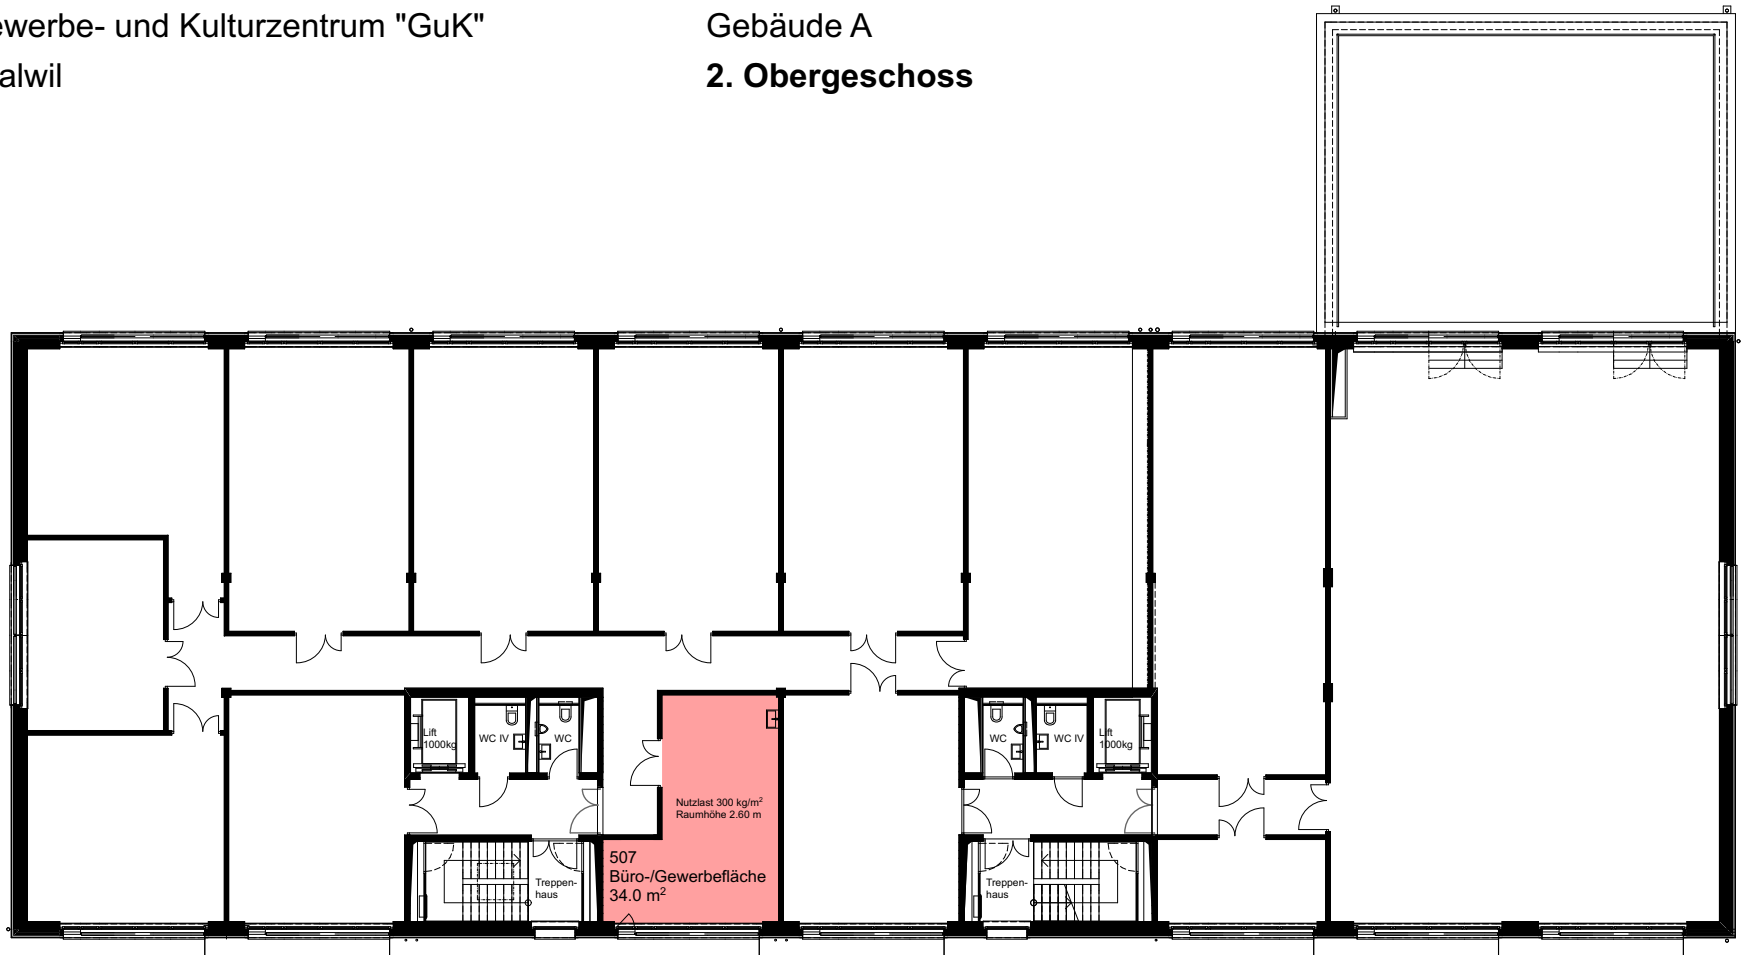 ewerbe- und Kulturzentrum "GuK"
alwil
Gebäude A
2. Obergeschoss
Lift
1000kg
WC IV
WC
WC
WC IV
Lift
1000kg
Nutzlast 300 kg/m²
Raumhöhe 2.60 m
507
Büro-/Gewerbefläche
34.0 m²
Treppen-
haus
Treppen-
haus